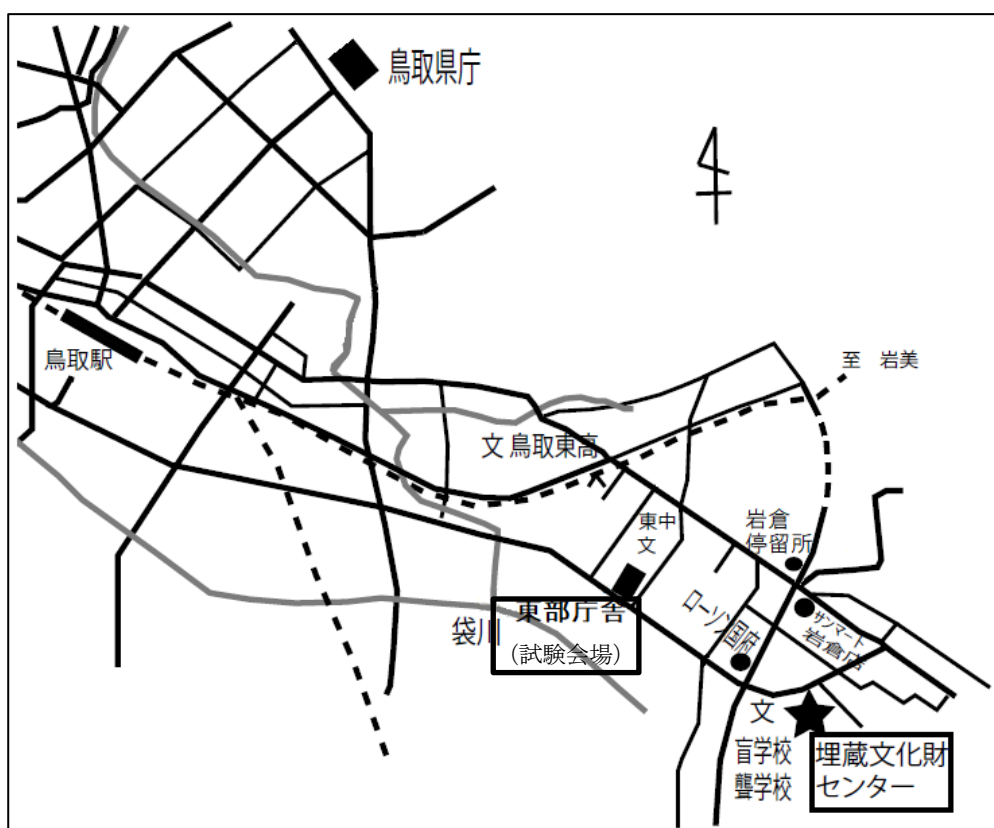 鳥取県庁
鳥取駅
至 岩美
文 鳥取東高
東中
文
岩倉
停留所
東部庁舎
(試験会場)
袋川
ローソン
国府
サンマート
岩倉店
文
盲学校
聾学校
埋蔵文化財
センター